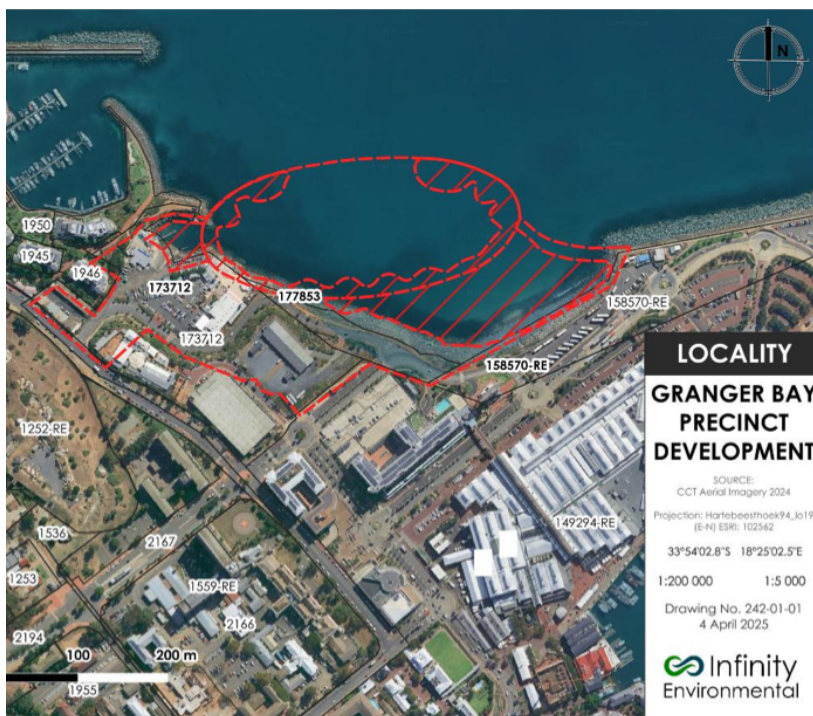 N
1950
1945
1946
173712
177853
173712
158570-RE
158570-RE
1252-RE
1536
2167
1253
1559-RE
149294-RE
2166
2194
100
200 m
1955
LOCALITY
GRANGER BAY
PRECINCT
DEVELOPMENT
SOURCE:
CCT Aerial Imagery 2024
Projection: Hartebeesthoek94_lo19
(E-N) ESRI: 102562
33°54'02.8"S 18°25'02.5"E
1:200 000 1:5 000
Drawing No. 242-01-01
4 April 2025
Infinity
Environmental